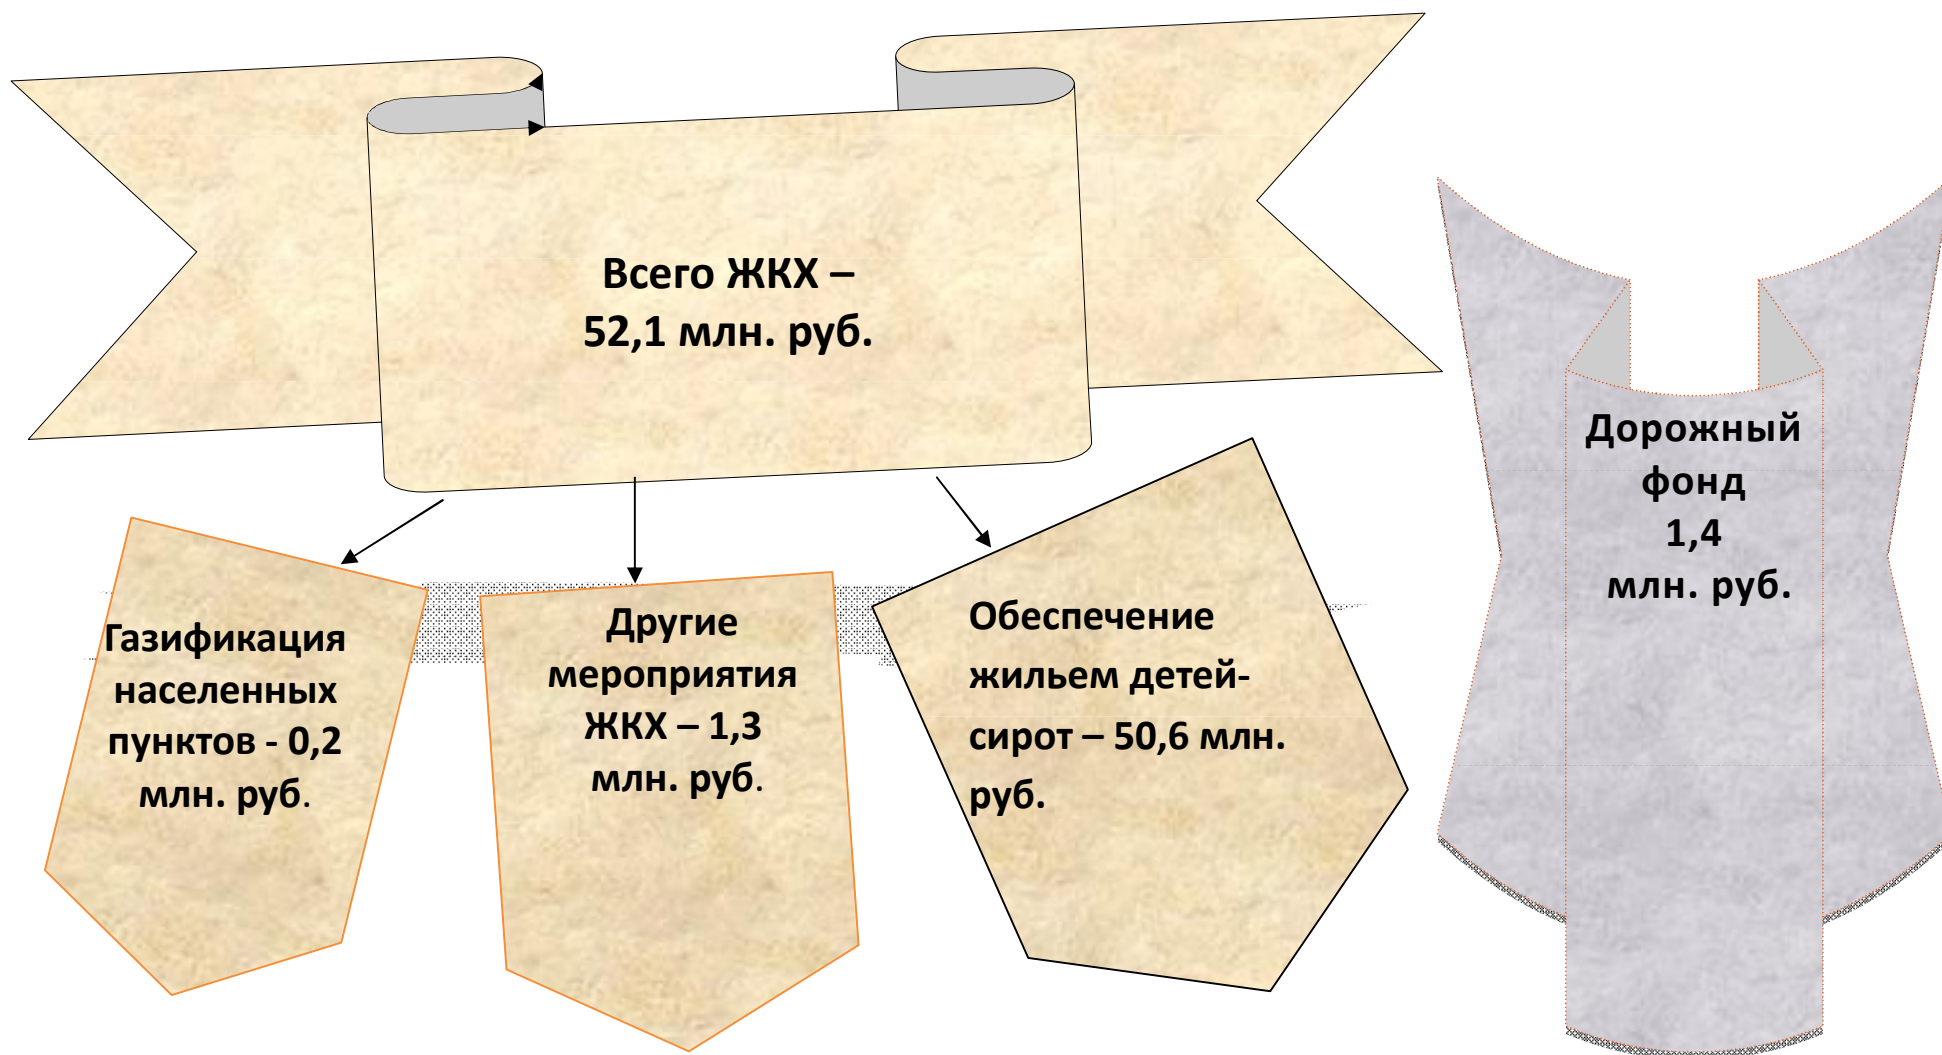 Всего ЖКХ –
52,1 млн. руб.
Газификация
населенных
пунктов - 0,2
млн. руб.
Другие
мероприятия
ЖКХ – 1,3
млн. руб.
Обеспечение
жильем детей-
сирот – 50,6 млн.
руб.
Дорожный
фонд
1,4
млн. руб.